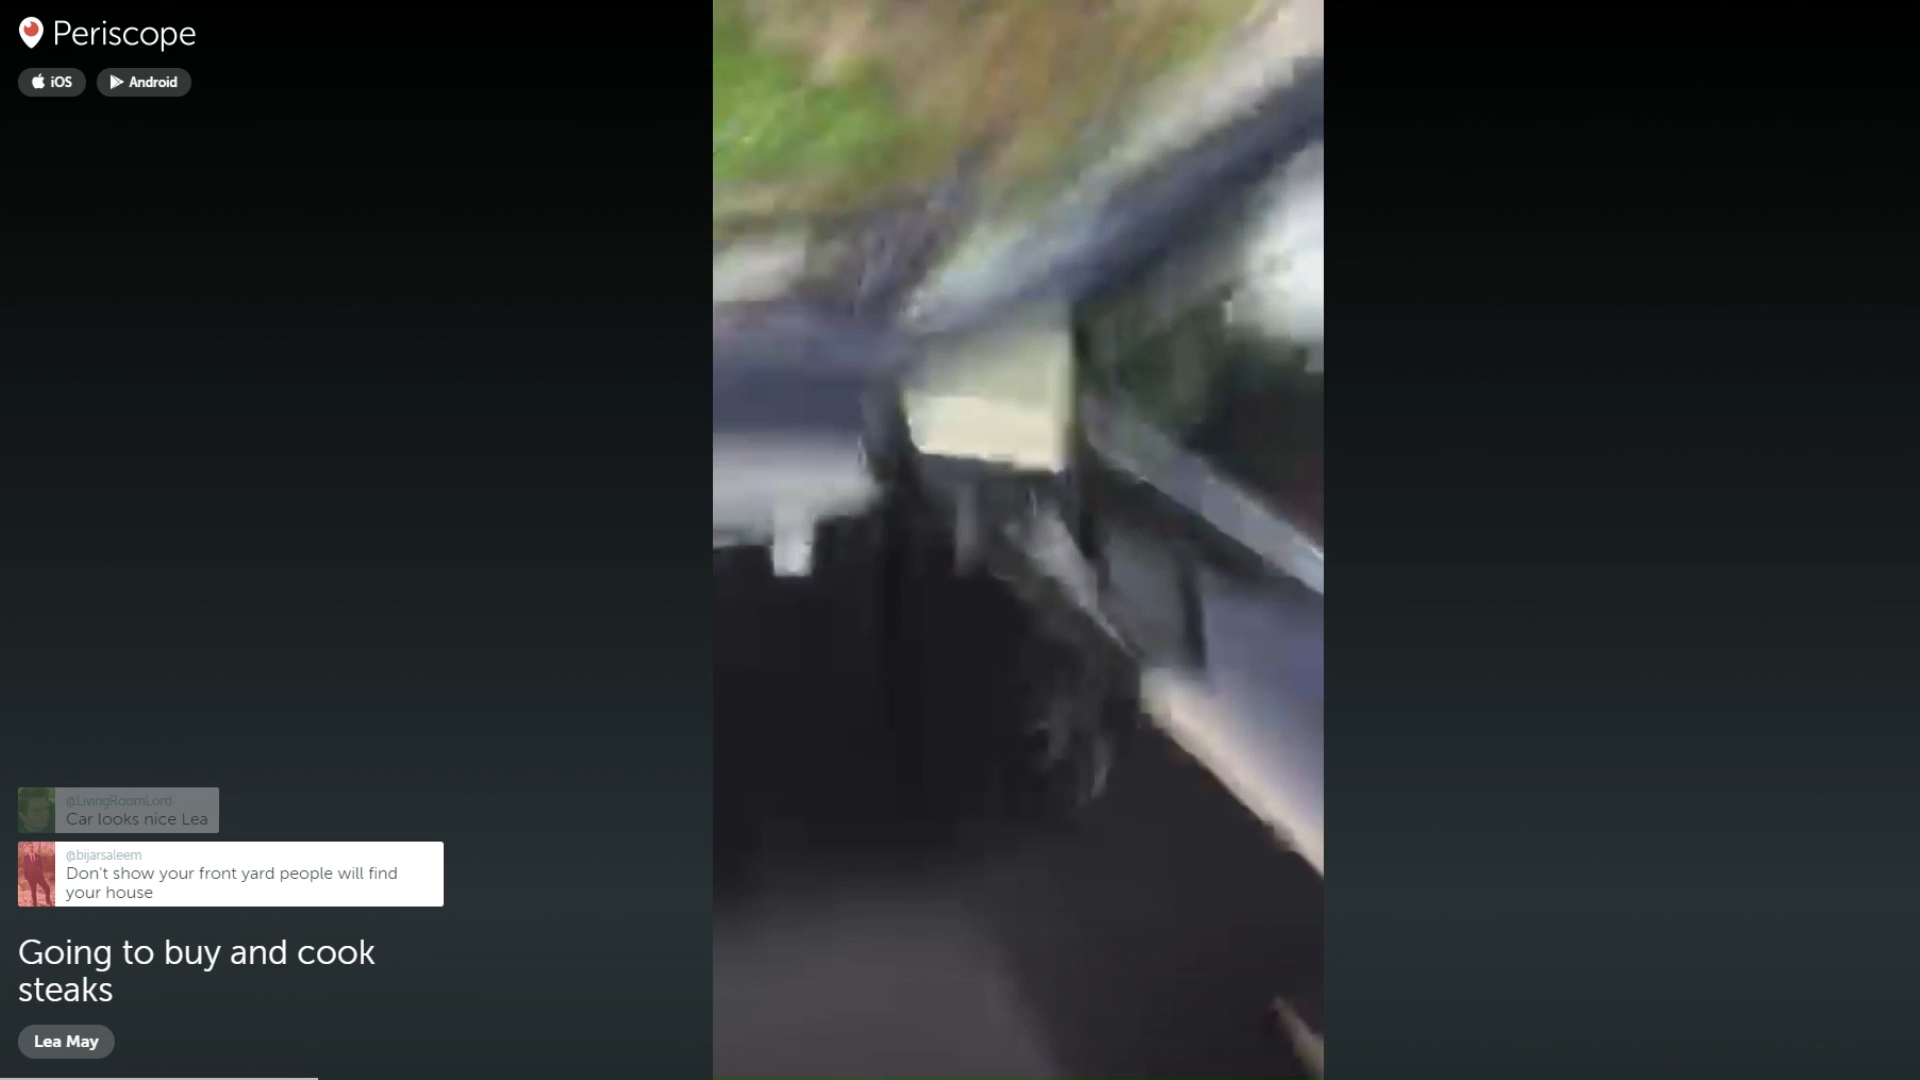 Periscope
iOS
Android
@LivingRoomLord
Car looks nice Lea
@bijarsaleem
Don't show your front yard people will find
your house
Going to buy and cook
steaks
Lea May